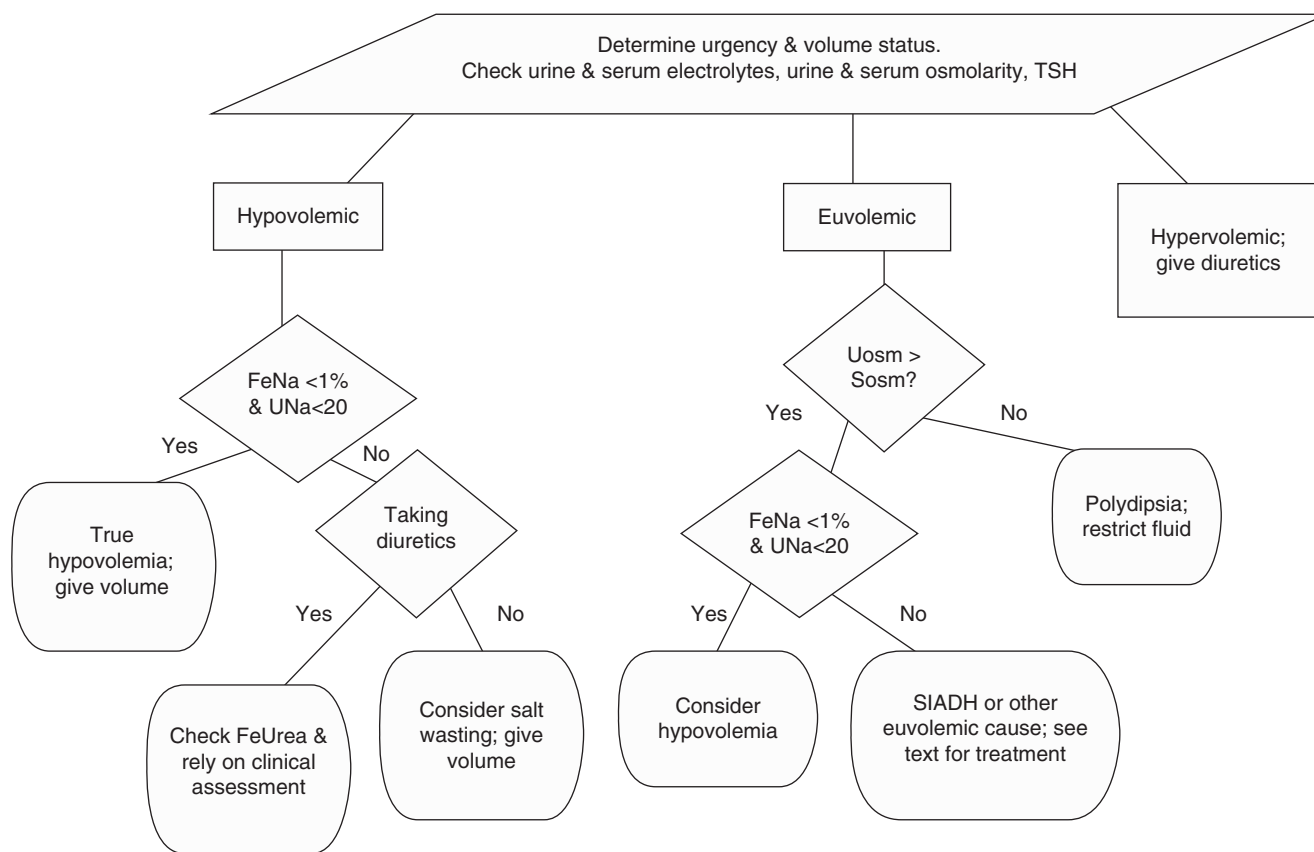 Determine urgency & volume status.
Check urine & serum electrolytes, urine & serum osmolarity, TSH
Hypovolemic
Euvolemic
Hypervolemic;
give diuretics
FeNa <1%
& UNa<20
Yes
No
True
hypovolemia;
give volume
Taking
diuretics
Yes
No
Check FeUrea &
rely on clinical
assessment
Consider salt
wasting; give
volume
Uosm >
Sosm?
Yes
No
Polydipsia;
restrict fluid
FeNa <1%
& UNa<20
Yes
No
Consider
hypovolemia
SIADH or other
euvolemic cause; see
text for treatment